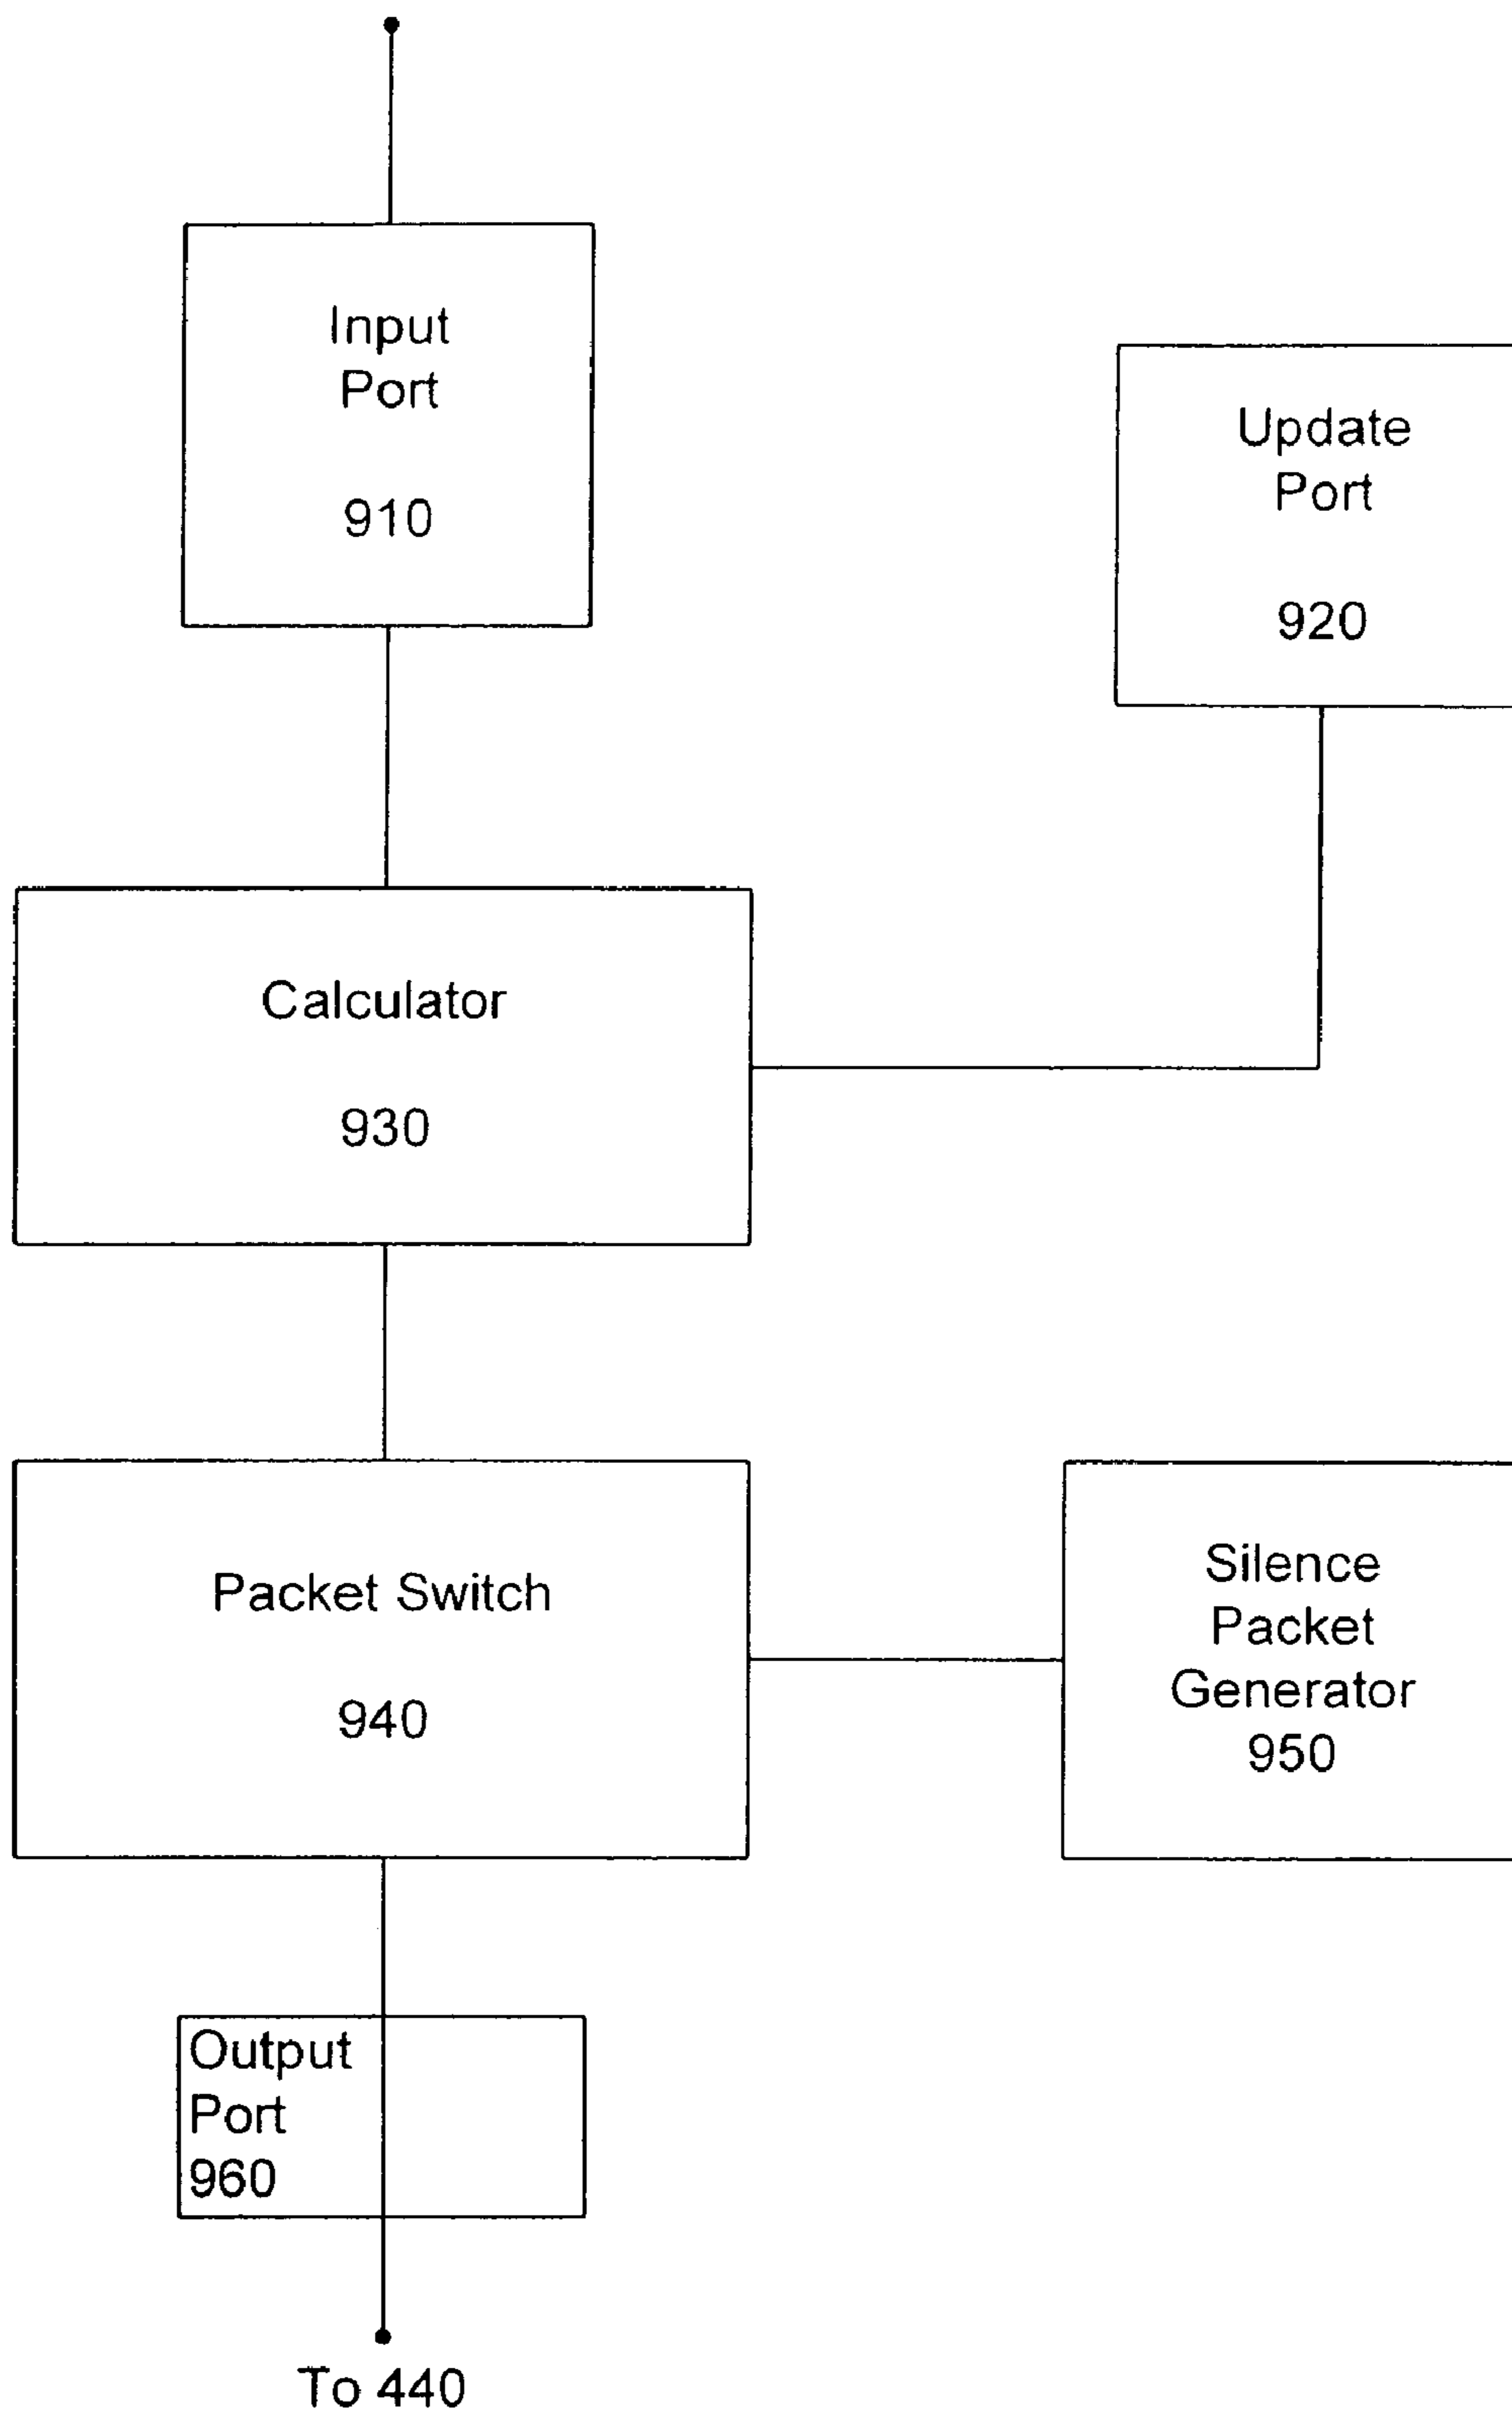 Input
Port
910
Update
Port
920
Calculator
930
Packet Switch
940
Silence
Packet
Generator
950
Output
Port
960
To 440